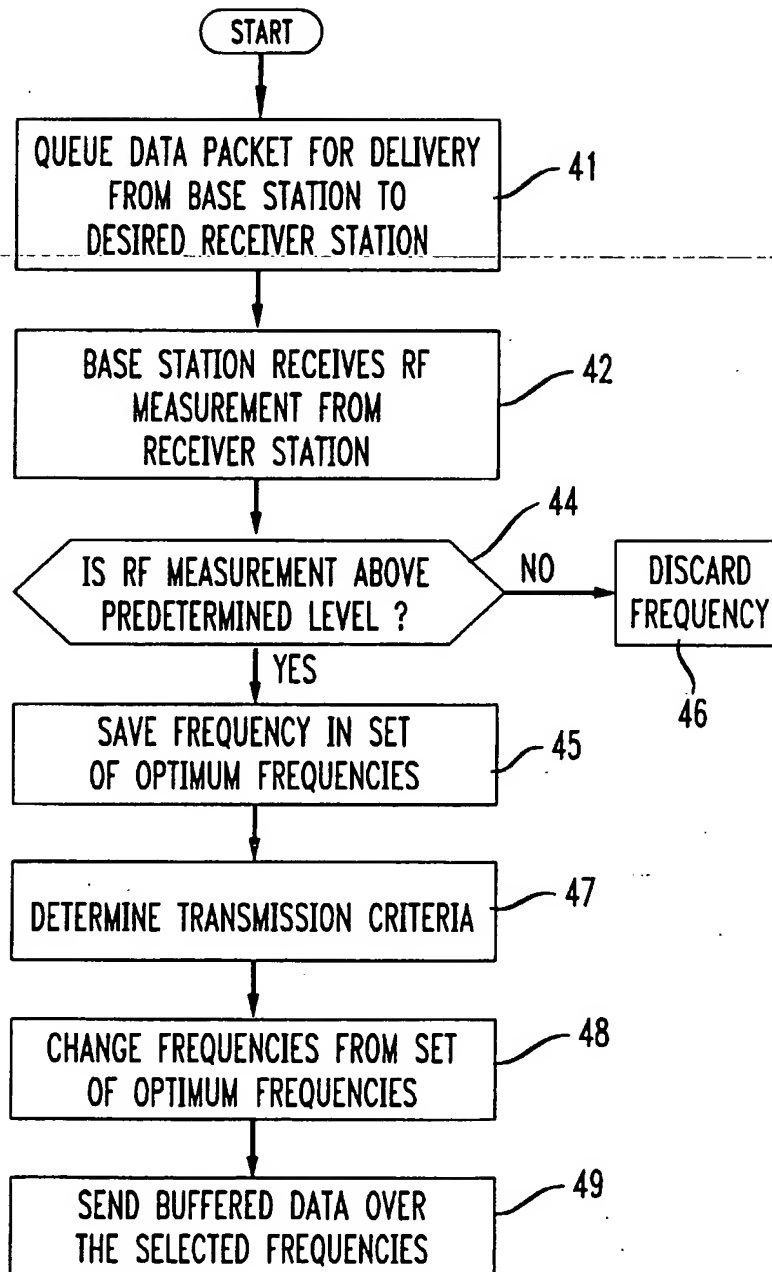 START
QUEUE DATA PACKET FOR DELIVERY
FROM BASE STATION TO
DESIRED RECEIVER STATION
41
BASE STATION RECEIVES RF
MEASUREMENT FROM
RECEIVER STATION
42
44
IS RF MEASUREMENT ABOVE
PREDETERMINED LEVEL ?
NO
DISCARD
FREQUENCY
46
YES
SAVE FREQUENCY IN SET
OF OPTIMUM FREQUENCIES
45
DETERMINE TRANSMISSION CRITERIA
47
CHANGE FREQUENCIES FROM SET
OF OPTIMUM FREQUENCIES
48
SEND BUFFERED DATA OVER
THE SELECTED FREQUENCIES
49